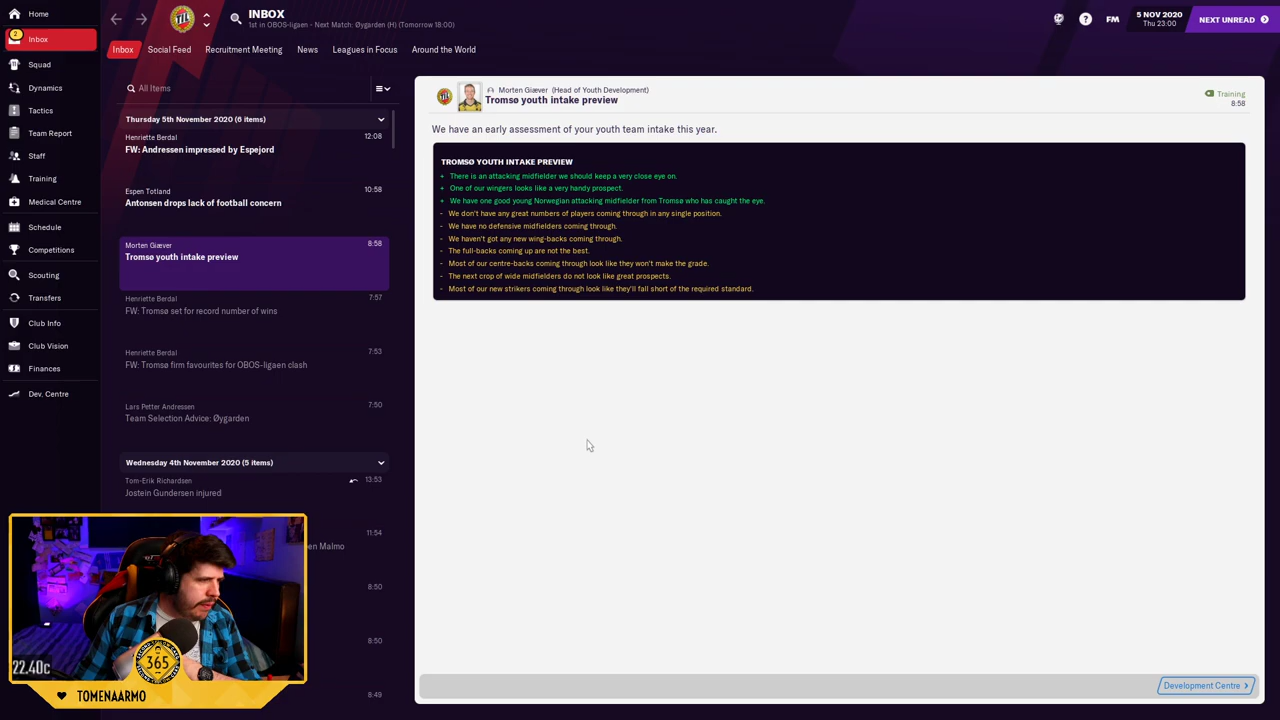 Home
2
Inbox
Squad
Dynamics
Tactics
Team Report
Staff
Training
Medical Centre
Schedule
Competitions
Scouting
Transfers
Club Info
Club Vision
Finances
Dev. Centre
TIL
INBOX
1st in OBOS-ligaen - Next Match: Øygarden (H) (Tomorrow 18:00)
?
FM
5 NOV 2020
Thu 23:00
NEXT UNREAD
Inbox
Social Feed
Recruitment Meeting
News
Leagues in Focus
Around the World
All Items
Thursday 5th November 2020 (6 items)
Henriette Berdal 12:08
FW: Andressen impressed by Espejord
Espen Totland 10:58
Antonsen drops lack of football concern
Morten Giæver 8:58
Tromsø youth intake preview
Henriette Berdal 7:57
FW: Tromsø set for record number of wins
Henriette Berdal 7:53
FW: Tromsø firm favourites for OBOS-ligaen clash
Lars Petter Andressen 7:50
Team Selection Advice: Øygarden
Wednesday 4th November 2020 (5 items)
Tom-Erik Richardsen 13:53
Jostein Gundersen injured
11:54
en Malmo
8:50
8:50
8:49
Morten Giæver (Head of Youth Development)
Tromsø youth intake preview
Training
8:58
We have an early assessment of your youth team intake this year.
TROMSØ YOUTH INTAKE PREVIEW
+ There is an attacking midfielder we should keep a very close eye on.
+ One of our wingers looks like a very handy prospect.
+ We have one good young Norwegian attacking midfielder from Tromsø who has caught the eye.
- We don't have any great numbers of players coming through in any single position.
- We have no defensive midfielders coming through.
- We haven't got any new wing-backs coming through.
- The full-backs coming up are not the best.
- Most of our centre-backs coming through look like they won't make the grade.
- The next crop of wide midfielders do not look like great prospects.
- Most of our new strikers coming through look like they'll fall short of the required standard.
Development Centre
22.40c
365
TOMENAARMO